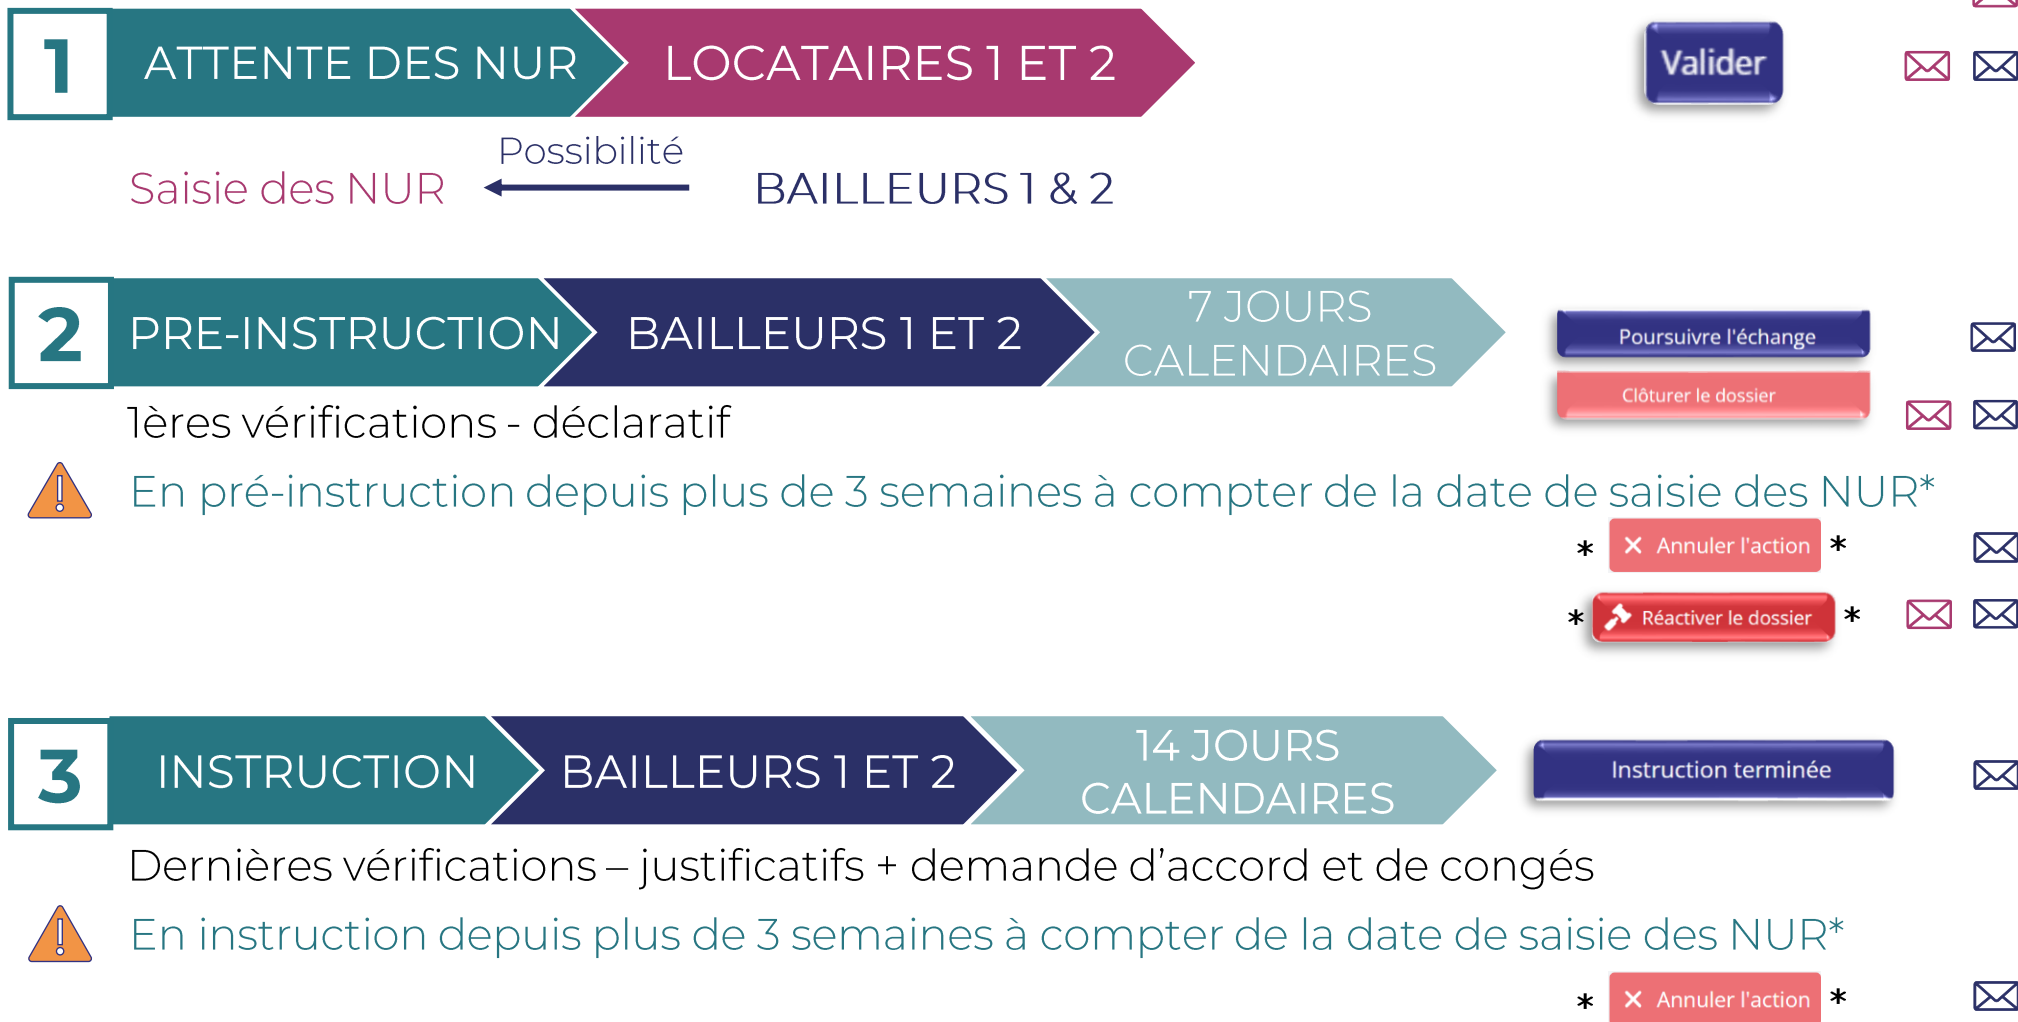 1 ATTENTE DES NUR LOCATAIRES 1 ET 2 Valider
Possibilité
Saisie des NUR BAILLEURS 1 & 2
2 PRE-INSTRUCTION BAILLEURS 1 ET 2
7 JOURS
CALENDAIRES
Poursuivre l'échange
Clôturer le dossier
1ères vérifications - déclaratif
En pré-instruction depuis plus de 3 semaines à compter de la date de saisie des NUR*
* × Annuler l'action *
* Réactiver le dossier *
3 INSTRUCTION BAILLEURS 1 ET 2
14 JOURS
CALENDAIRES
Instruction terminée
Dernières vérifications – justificatifs + demande d’accord et de congés
En instruction depuis plus de 3 semaines à compter de la date de saisie des NUR*
* × Annuler l'action *